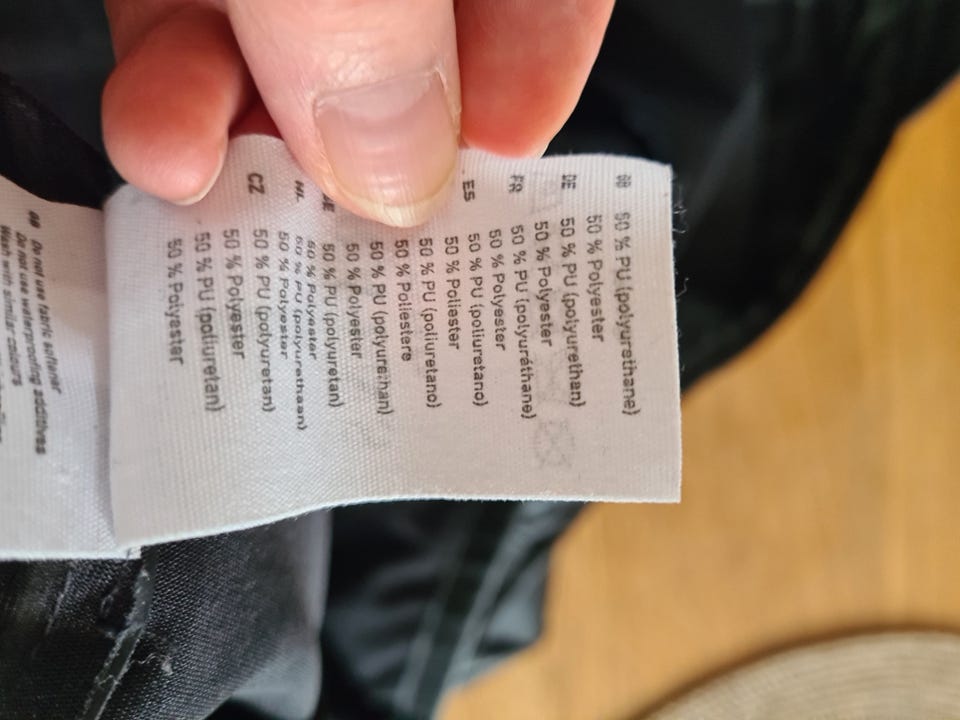 GB 50 % PU (polyurethane)
50 % Polyester
DE 50 % PU (polyurethan)
50 % Polyester
FR 50 % PU (polyuréthane)
50 % Polyester
ES 50 % PU (poliuretano)
50 % Poliester
50 % PU (poliuretano)
50 % Poliestere
50 % PU (polyurethan)
50 % Polyester
50 % PU (polyuretan)
50 % Polyester
NL 50 % PU (polyurethaan)
50 % Polyester
CZ 50 % PU (polyuretan)
50 % Polyester
50 % PU (poliuretan)
50 % Polyester
GB Do not use fabric softener
Do not use waterproofing additives
Wash with similar colours